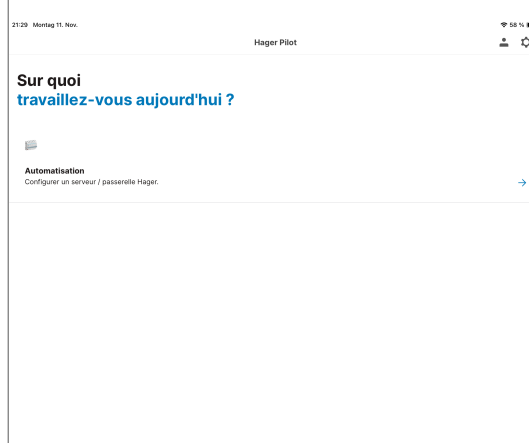 21:29 Montag 11. Nov.
58 %
Hager Pilot
Sur quoi
travaillez-vous aujourd'hui ?
Automatisation
Configurer un serveur / passerelle Hager.